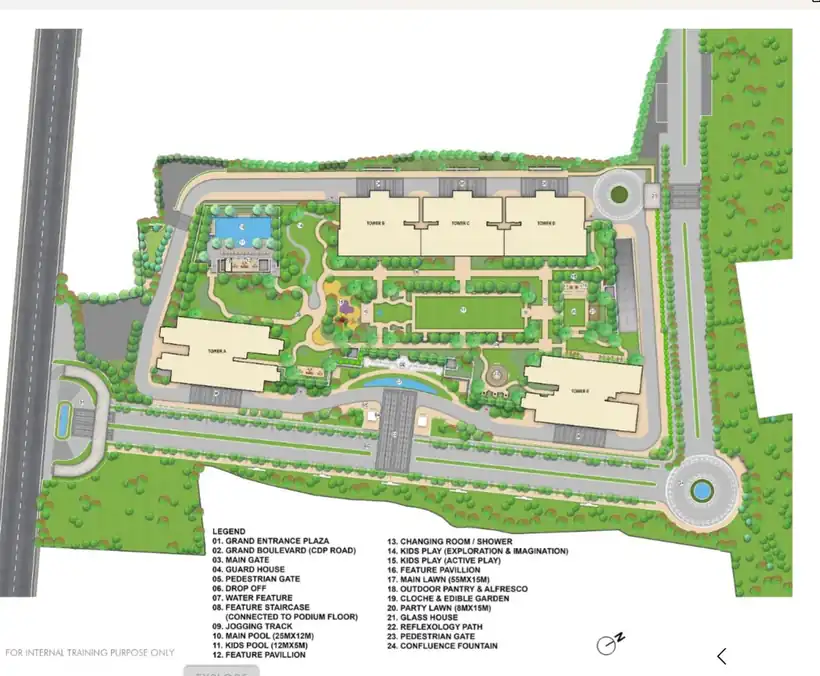 TOWER B
TOWER C
TOWER D
TOWER A
TOWER E
LEGEND
01. GRAND ENTRANCE PLAZA
02. GRAND BOULEVARD (CDP ROAD)
03. MAIN GATE
04. GUARD HOUSE
05. PEDESTRIAN GATE
06. DROP OFF
07. WATER FEATURE
08. FEATURE STAIRCASE
(CONNECTED TO PODIUM FLOOR)
09. JOGGING TRACK
10. MAIN POOL (25MX12M)
11. KIDS POOL (12MX5M)
12. FEATURE PAVILION
13. CHANGING ROOM / SHOWER
14. KIDS PLAY (EXPLORATION & IMAGINATION)
15. KIDS PLAY (ACTIVE PLAY)
16. FEATURE PAVILION
17. MAIN LAWN (55MX15M)
18. OUTDOOR PANTRY & ALFRESCO
19. CLOCHE & EDIBLE GARDEN
20. PARTY LAWN (8MX15M)
21. GLASS HOUSE
22. REFLEXOLOGY PATH
23. PEDESTRIAN GATE
24. CONFLUENCE FOUNTAIN
N
FOR INTERNAL TRAINING PURPOSE ONLY